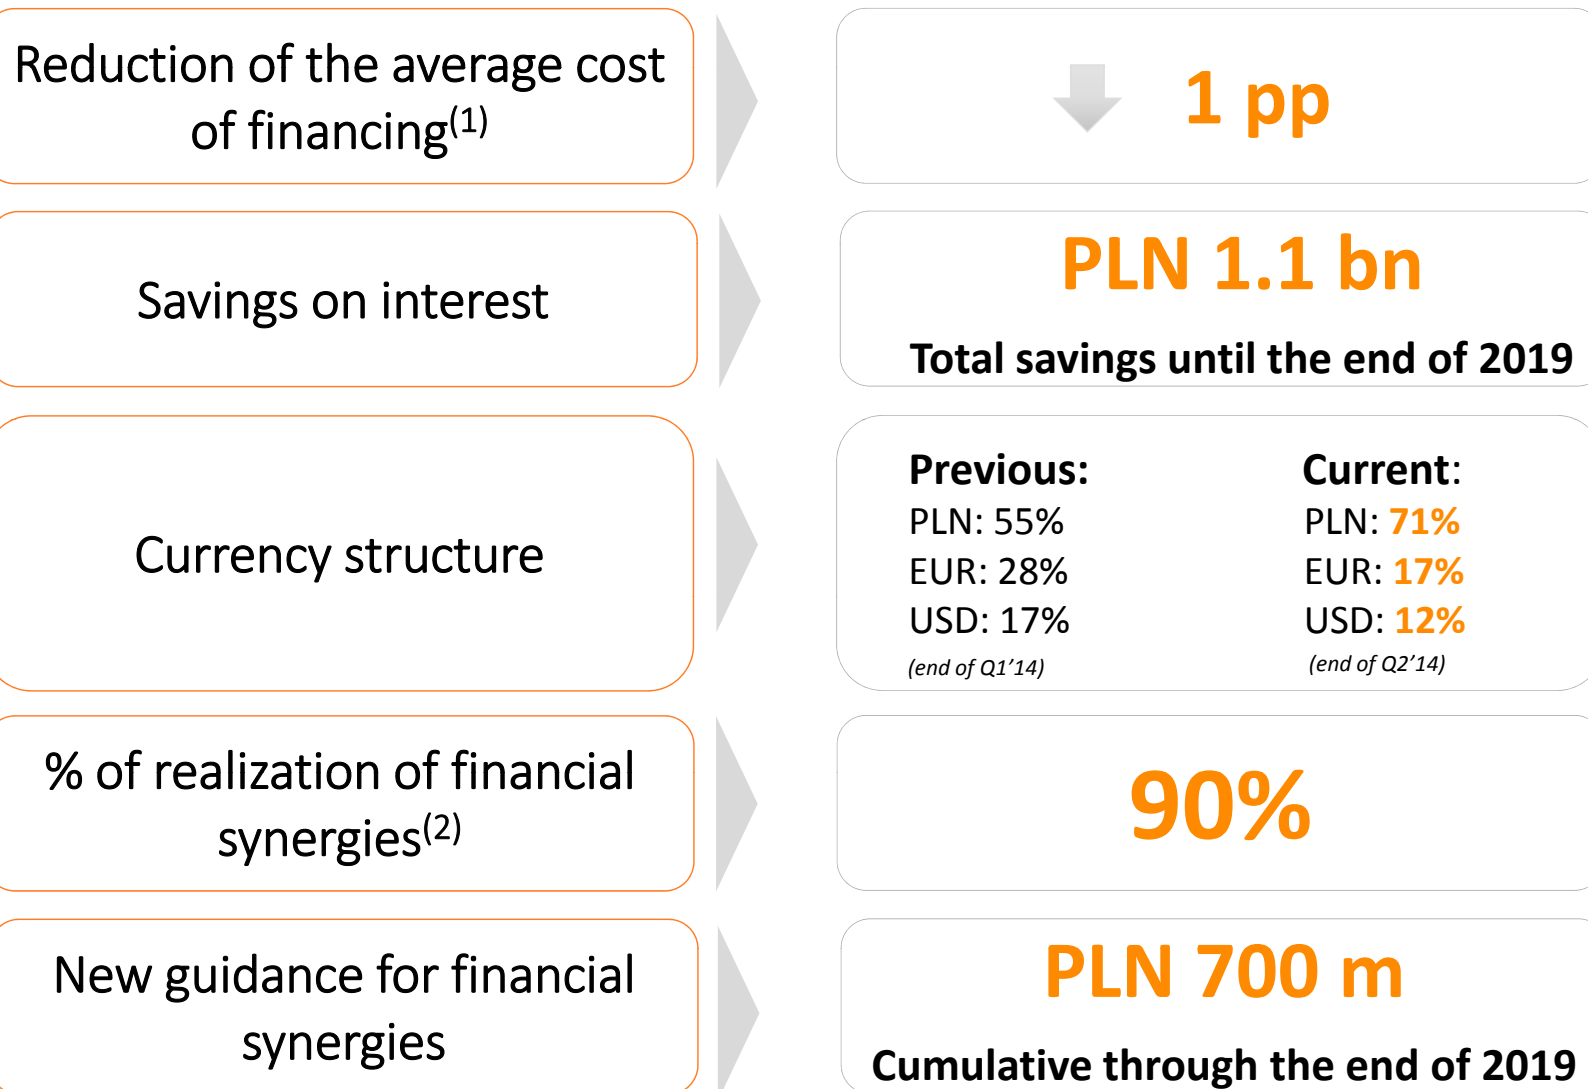 Reduction of the average cost
of financing(1)
1 pp
Savings on interest
PLN 1.1 bn
Total savings until the end of 2019
Currency structure
Previous:
PLN: 55%
EUR: 28%
USD: 17%
(end of Q1’14)
Current:
PLN: 71%
EUR: 17%
USD: 12%
(end of Q2’14)
% of realization of financial
synergies(2)
90%
New guidance for financial
synergies
PLN 700 m
Cumulative through the end of 2019